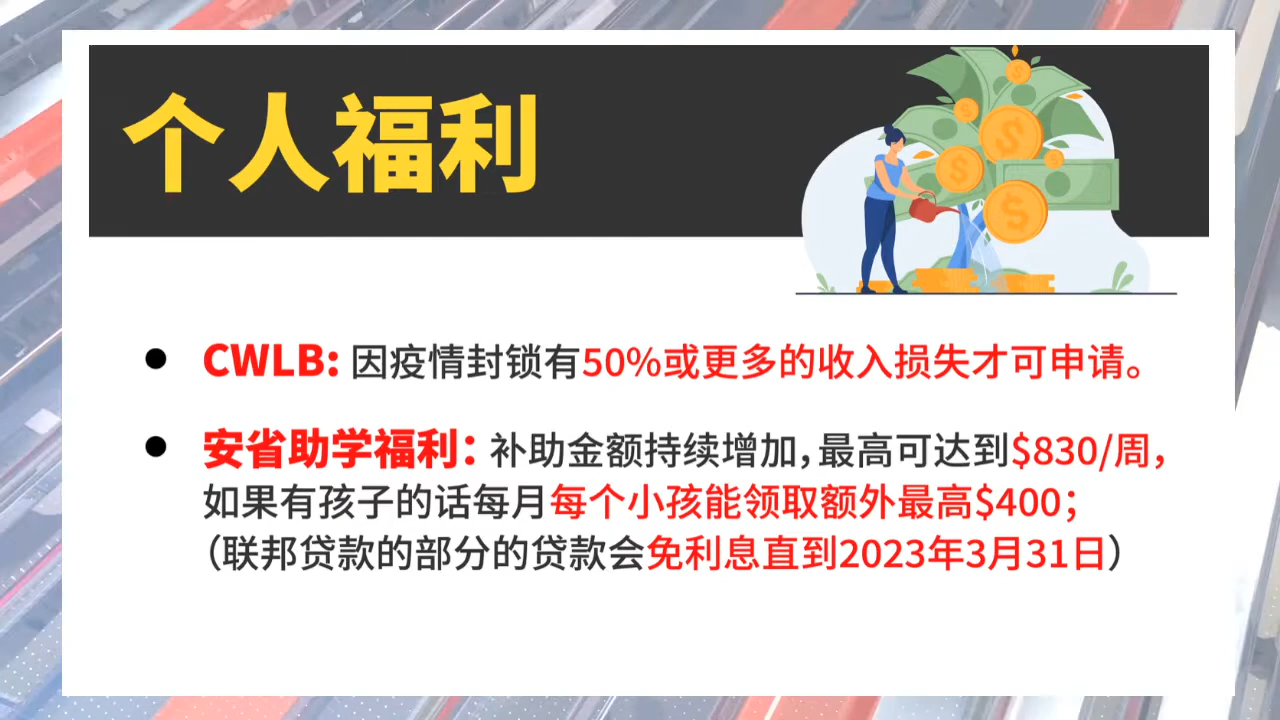 个人福利
● CWLB: 因疫情封锁有50%或更多的收入损失才可申请。
● 安省助学福利：补助金额持续增加，最高可达到$830/周，
如果有孩子的话每月每个小孩能领取额外最高$400；
（联邦贷款的部分的贷款会免利息直到2023年3月31日）